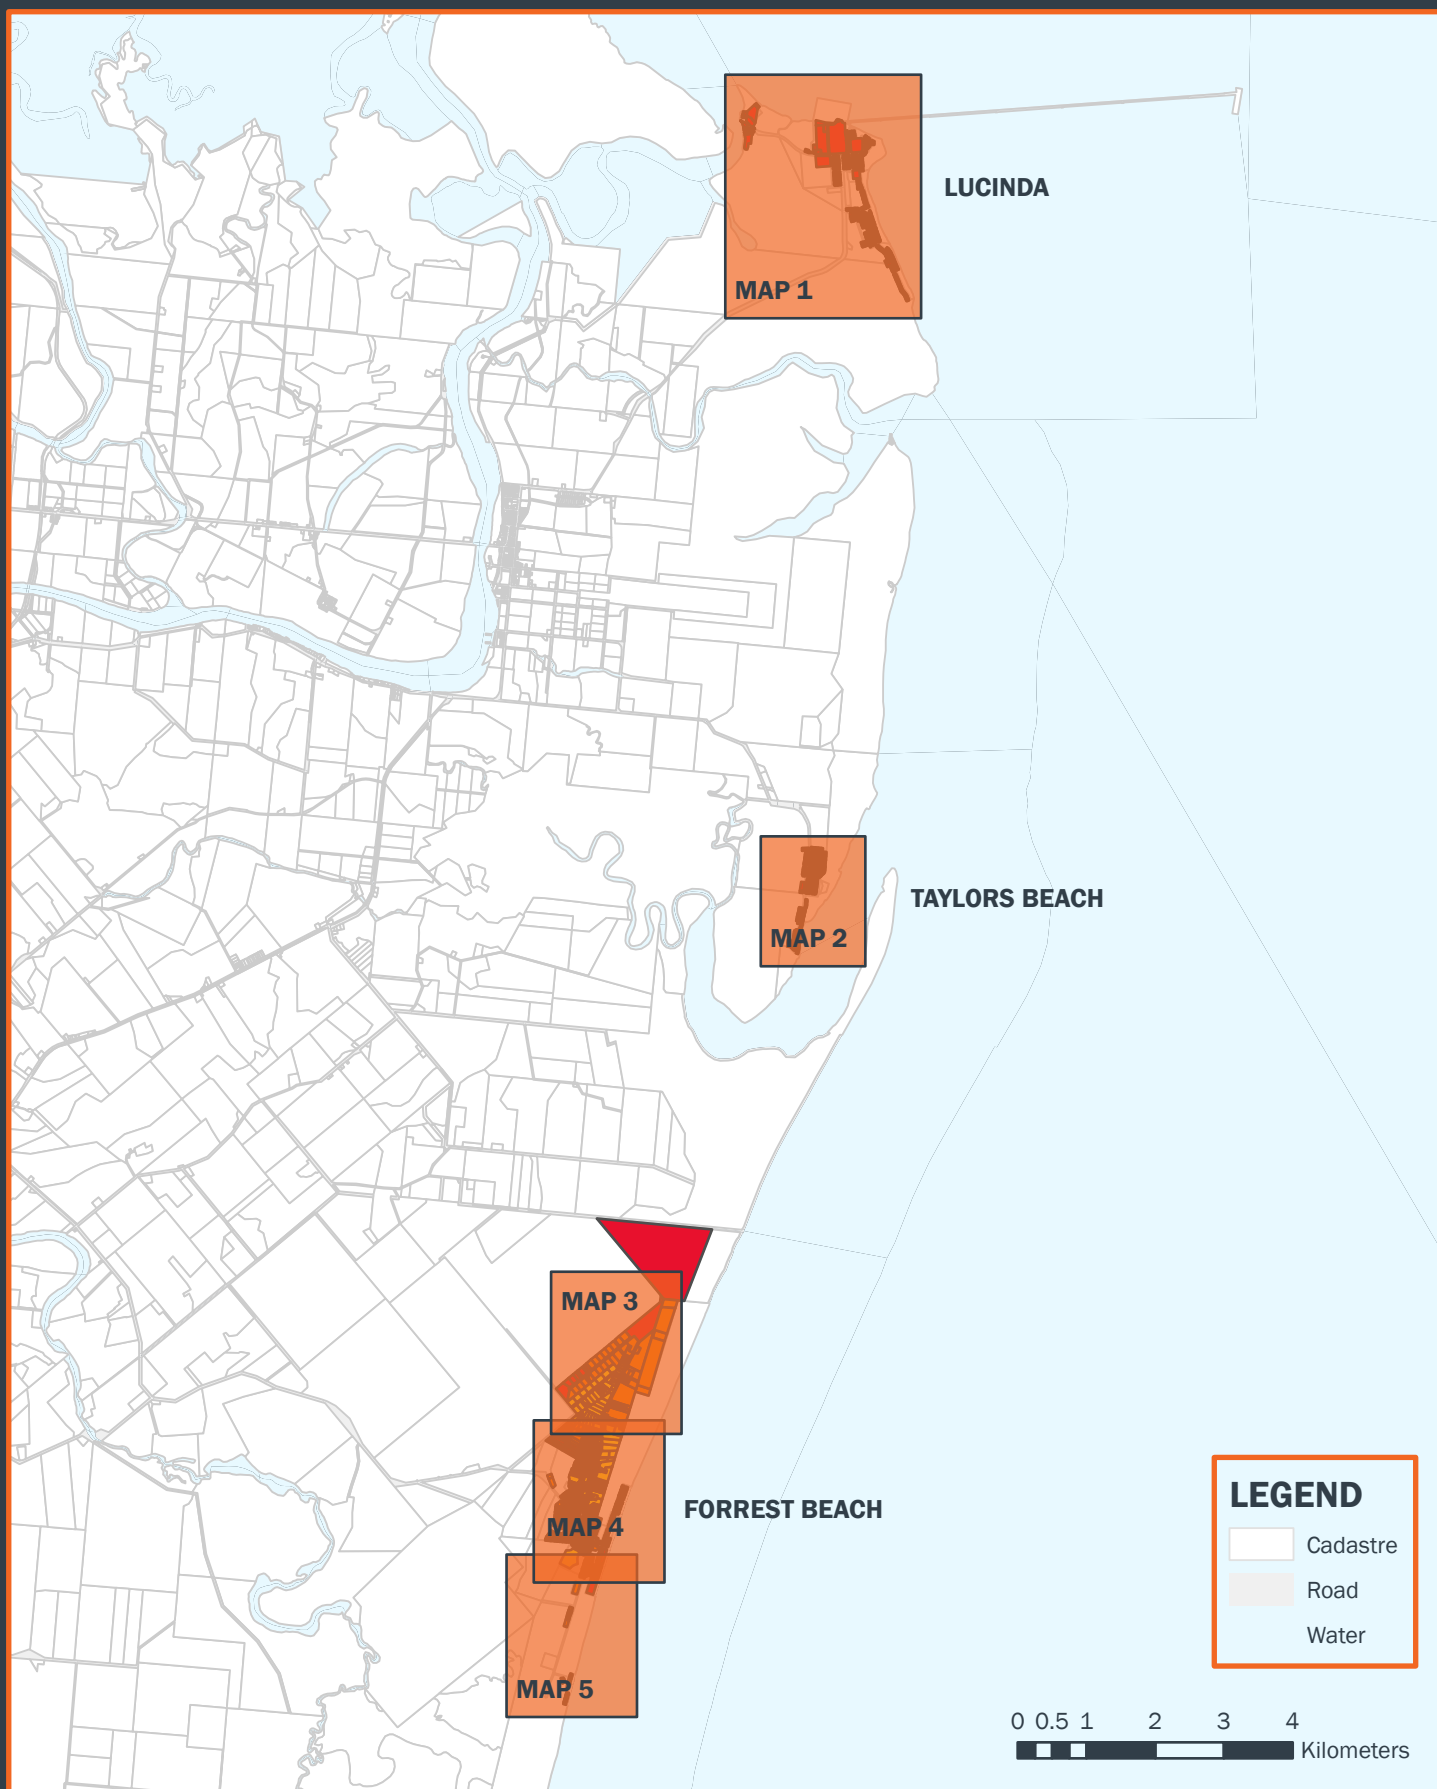 LUCINDA
MAP 1
TAYLORS BEACH
MAP 2
MAP 3
FORREST BEACH
MAP 4
MAP 5
LEGEND
Cadastre
Road
Water
0 0.5 1 2 3 4
Kilometers